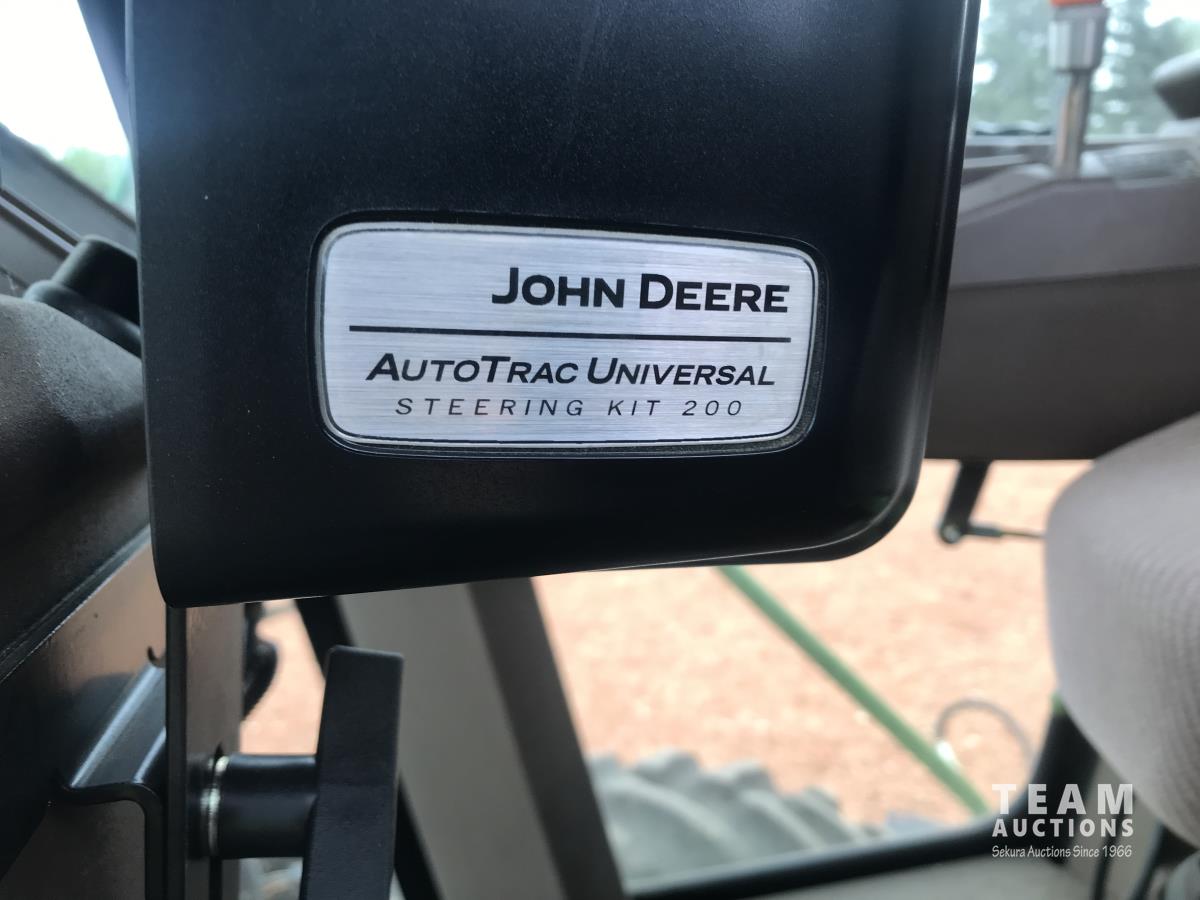 JOHN DEERE
AUTOTRAC UNIVERSAL
STEERING KIT 200
TEAM
AUCTIONS
Sekura Auctions Since 1966